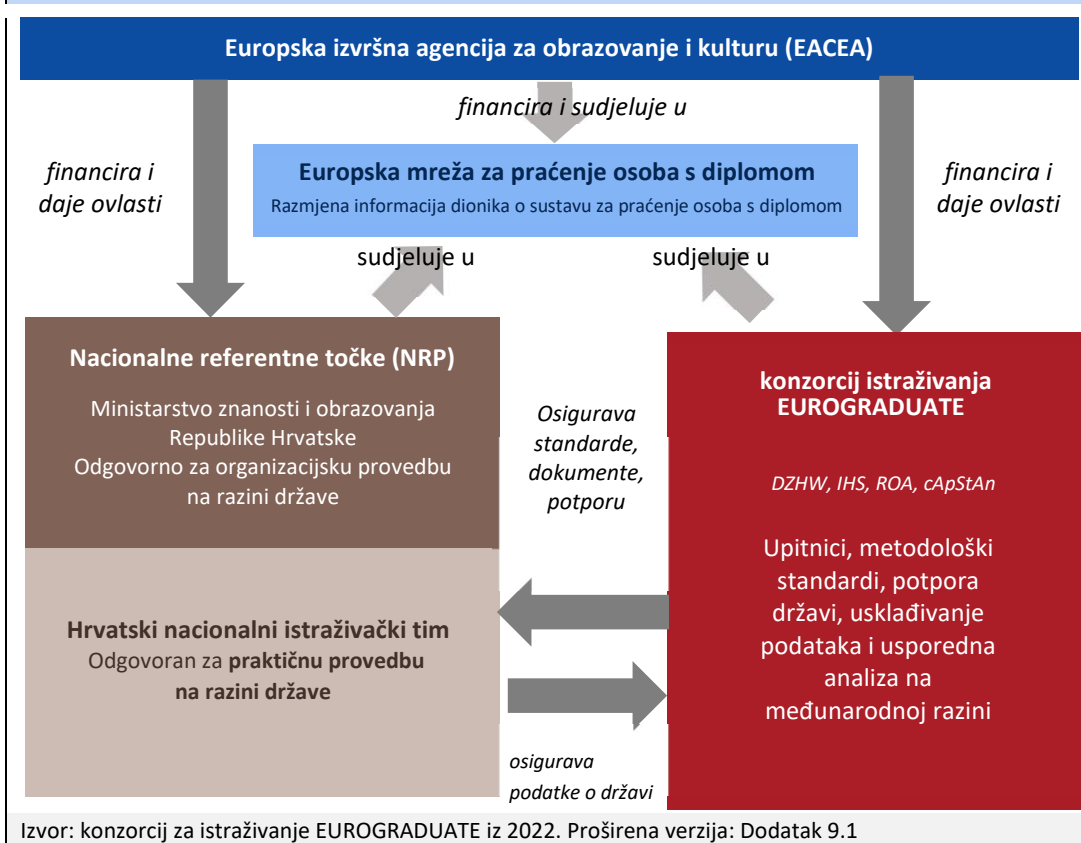 Europska izvršna agencija za obrazovanje i kulturu (EACEA)
financira i sudjeluje u
financira i
daje ovlasti
Europska mreža za praćenje osoba s diplomom
Razmjena informacija dionika o sustavu za praćenje osoba s diplomom
financira i
daje ovlasti
sudjeluje u
sudjeluje u
Nacionalne referentne točke (NRP)
Ministarstvo znanosti i obrazovanja
Republike Hrvatske
Odgovorno za organizacijsku provedbu
na razini države
Hrvatski nacionalni istraživački tim
Odgovoran za praktičnu provedbu
na razini države
Osigurava
standarde,
dokumente,
potporu
osigurava
podatke o državi
konzorcij istraživanja
EUROGRADUATE
DZHW, IHS, ROA, cApStAn
Upitnici, metodološki
standardi, potpora
državi, usklađivanje
podataka i usporedna
analiza na
međunarodnoj razini
Izvor: konzorcij za istraživanje EUROGRADUATE iz 2022. Proširena verzija: Dodatak 9.1